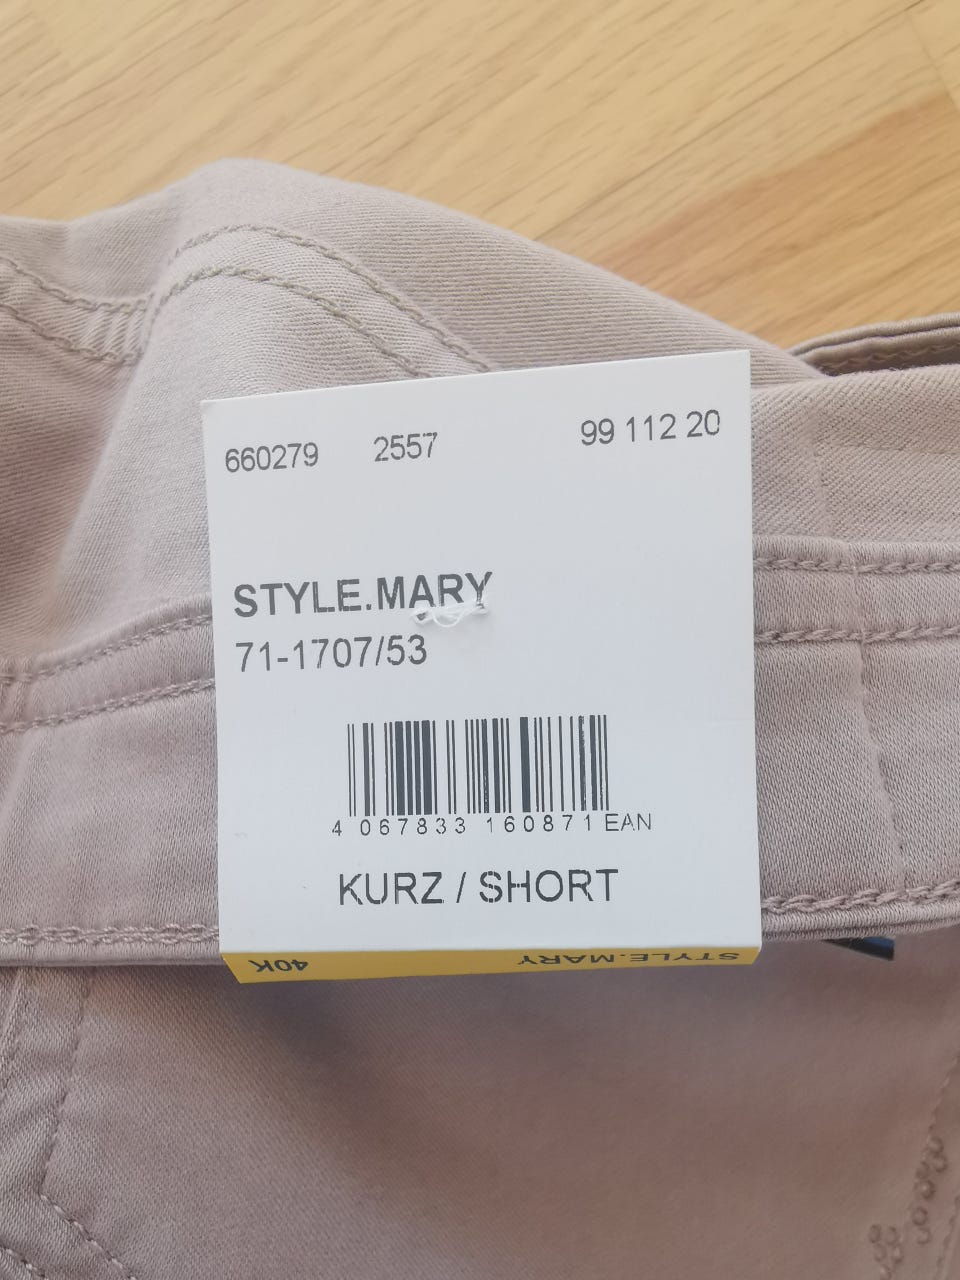 660279 2557 99 112 20
STYLE.MARY
71-1707/53
4 067833 160871 EAN
KURZ / SHORT
40K STYLE.MARY